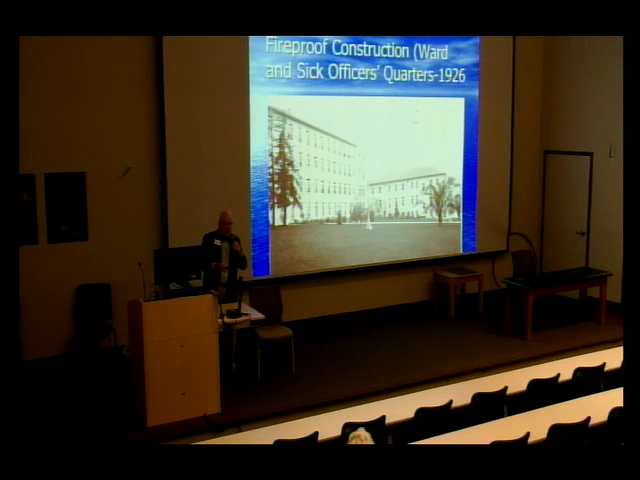 Fireproof Construction (Ward
and Sick Officers' Quarters-1926